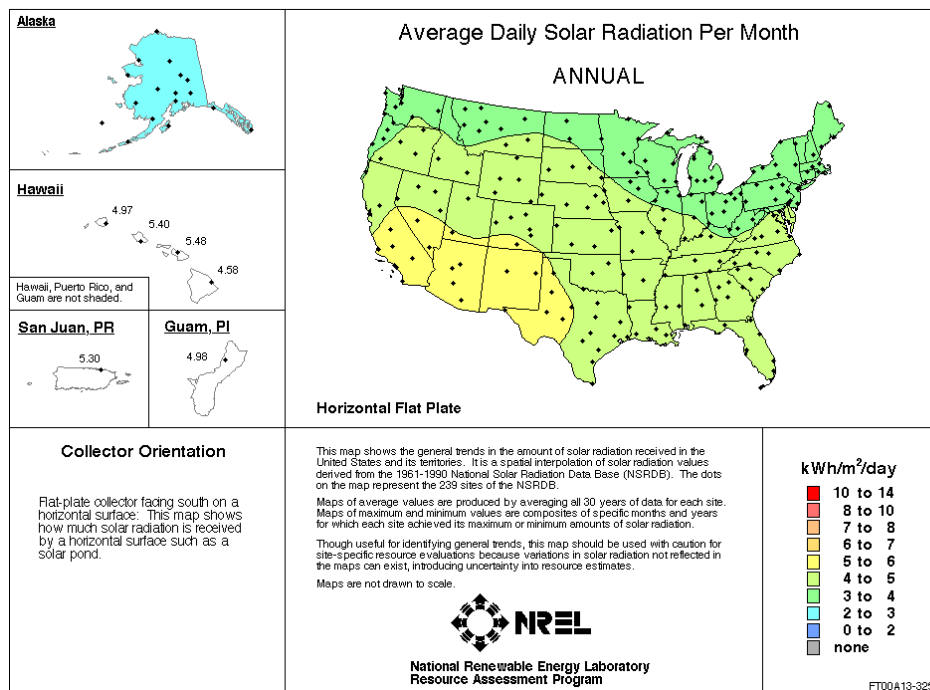 Alaska
Average Daily Solar Radiation Per Month
ANNUAL
Hawaii
4.97
5.40
5.48
4.58
Hawaii, Puerto Rico, and
Guam are not shaded.
San Juan, PR
5.30
Guam, PI
4.98
Horizontal Flat Plate
Collector Orientation
Flat-plate collector facing south on a
horizontal surface: This map shows
how much solar radiation is received
by a horizontal surface such as a
solar pond.
This map shows the general trends in the amount of solar radiation received in the
United States and its territories. It is a spatial interpolation of solar radiation values
derived from the 1961-1990 National Solar Radiation Data Base (NSRDB). The dots
on the map represent the 239 sites of the NSRDB.
Maps of average values are produced by averaging all 30 years of data for each site.
Maps of maximum and minimum values are composites of specific months and years
for which each site achieved its maximum or minimum amounts of solar radiation.
Though useful for identifying general trends, this map should be used with caution for
site-specific resource evaluations because variations in solar radiation not reflected in
the maps can exist, introducing uncertainty into resource estimates.
Maps are not drawn to scale.
NREL
National Renewable Energy Laboratory
Resource Assessment Program
kWh/m²/day
10 to 14
8 to 10
7 to 8
6 to 7
5 to 6
4 to 5
3 to 4
2 to 3
0 to 2
none